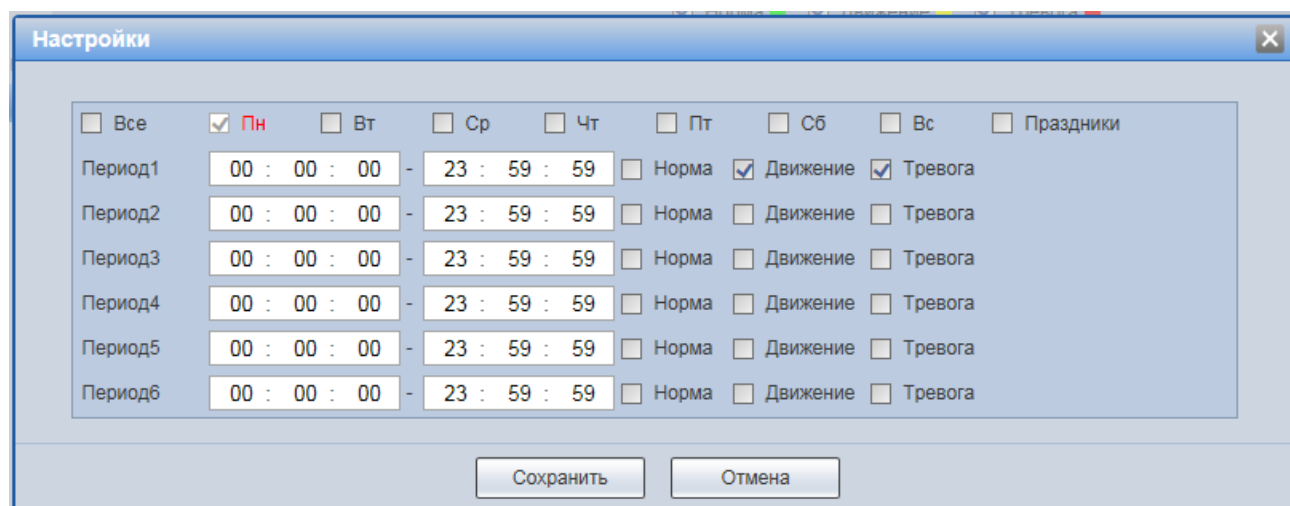 Норма Движение Тревога
Настройки
Все Пн Вт Ср Чт Пт Сб Вс Праздники
Период1 00 : 00 : 00 - 23 : 59 : 59 Норма Движение Тревога
Период2 00 : 00 : 00 - 23 : 59 : 59 Норма Движение Тревога
Период3 00 : 00 : 00 - 23 : 59 : 59 Норма Движение Тревога
Период4 00 : 00 : 00 - 23 : 59 : 59 Норма Движение Тревога
Период5 00 : 00 : 00 - 23 : 59 : 59 Норма Движение Тревога
Период6 00 : 00 : 00 - 23 : 59 : 59 Норма Движение Тревога
Сохранить Отмена